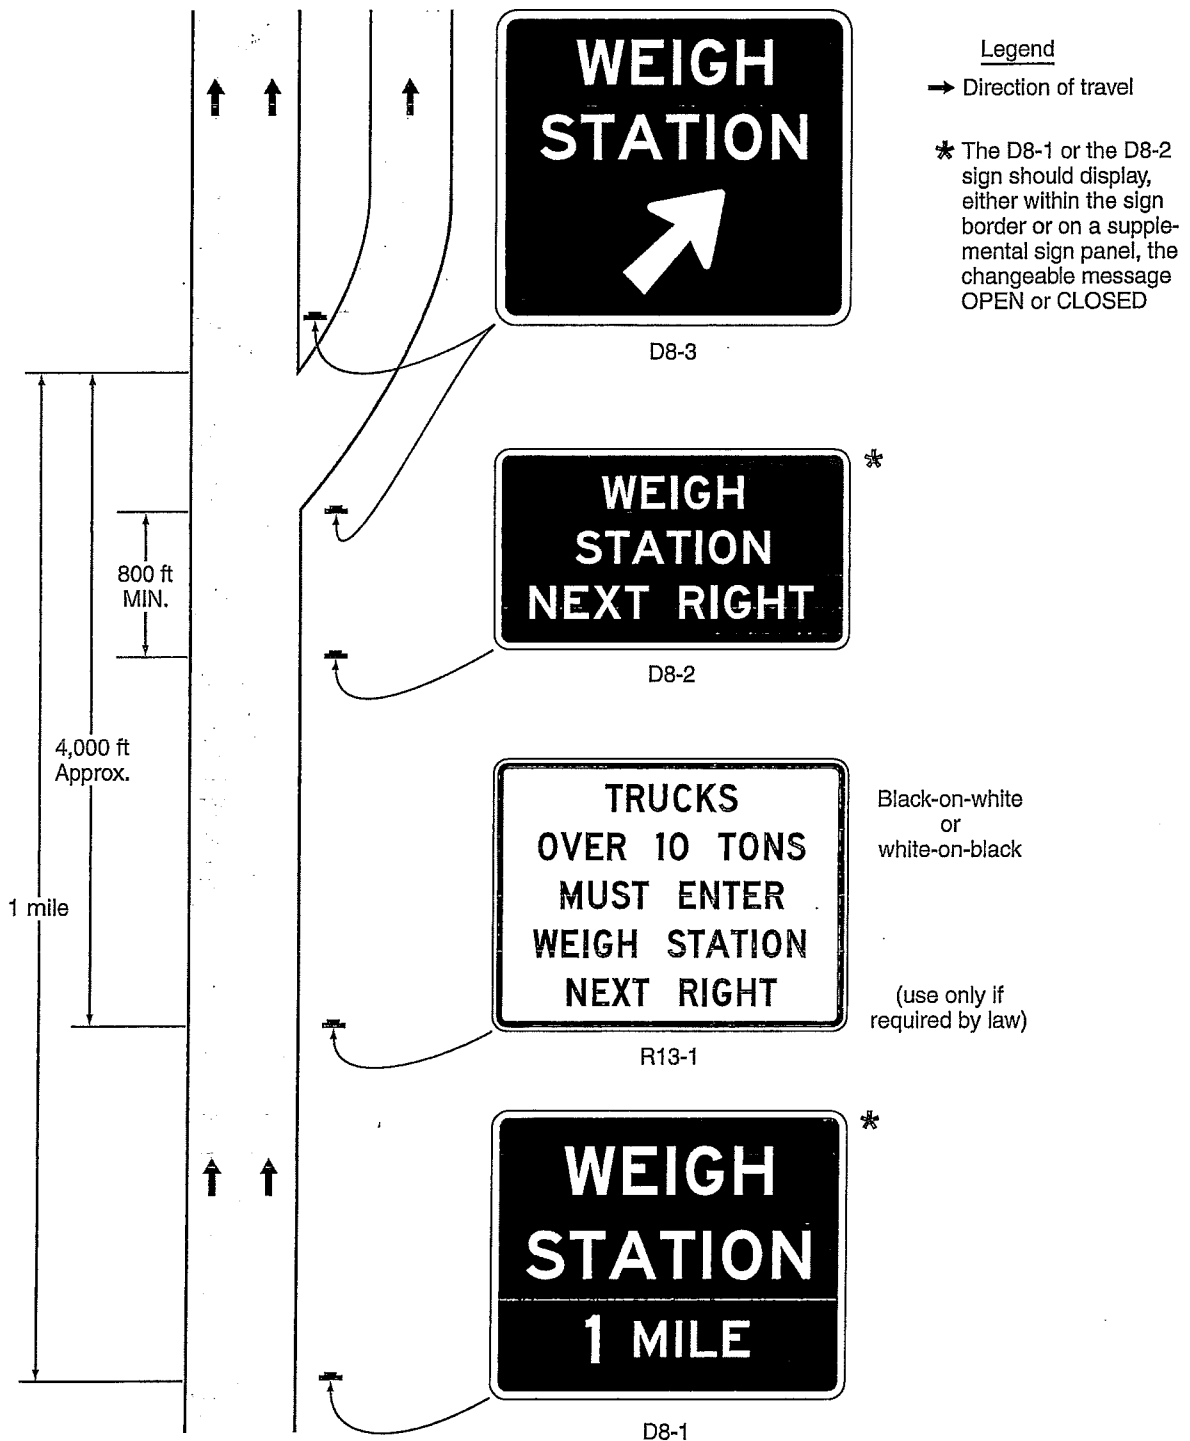 WEIGH
STATION
D8-3
Legend
Direction of travel
* The D8-1 or the D8-2
sign should display,
either within the sign
border or on a supple-
mental sign panel, the
changeable message
OPEN or CLOSED
*
WEIGH
STATION
NEXT RIGHT
D8-2
800 ft
MIN.
4,000 ft
Approx.
1 mile
TRUCKS
OVER 10 TONS
MUST ENTER
WEIGH STATION
NEXT RIGHT
R13-1
Black-on-white
or
white-on-black
(use only if
required by law)
*
WEIGH
STATION
1 MILE
D8-1